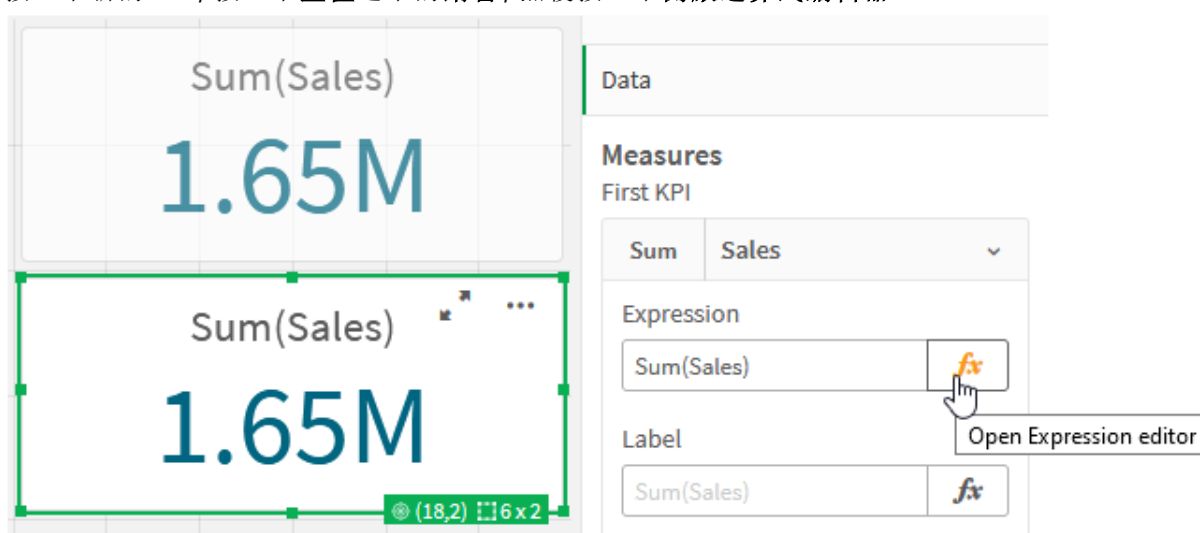 Sum(Sales)
1.65M
Sum(Sales)
1.65M
(18,2) 6 x 2
Data
Measures
First KPI
Sum Sales
Expression
Sum(Sales) fx
Open Expression editor
Label
Sum(Sales) fx